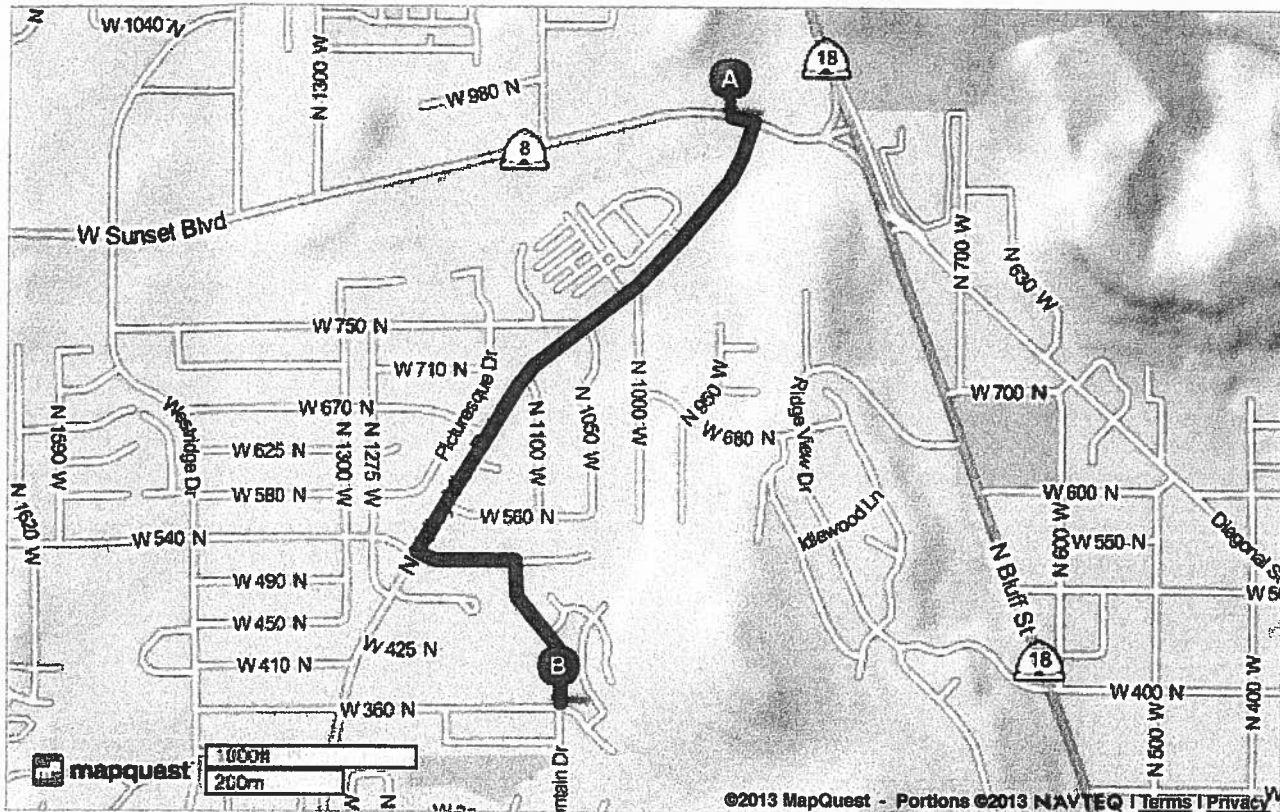 W 1040 N
N 1300 W
W 980 N
A
18
8
W Sunset Blvd
N 700 W
N 630 W
W 750 N
W 710 N
Picturesque Dr
N 1590 W
Westridge Dr
W 670 N
N 1300 W
N 1275 W
N 1100 W
N 1050 W
N 1000 W
N 950 W
W 680 N
Ridge View Dr
W 700 N
W 625 N
W 580 N
W 560 N
N 1620 W
W 540 N
Idlewood Ln
W 600 N
N 600 W
W 550 N
Diagonal
N Bluff St
W 490 N
N
W 450 N
W 425 N
W 410 N
B
18
W 400 N
N 400 W
N 500 W
W 360 N
mapquest
1000ft
200m
©2013 MapQuest - Portions ©2013 NAVTEQ | Terms | Privacy